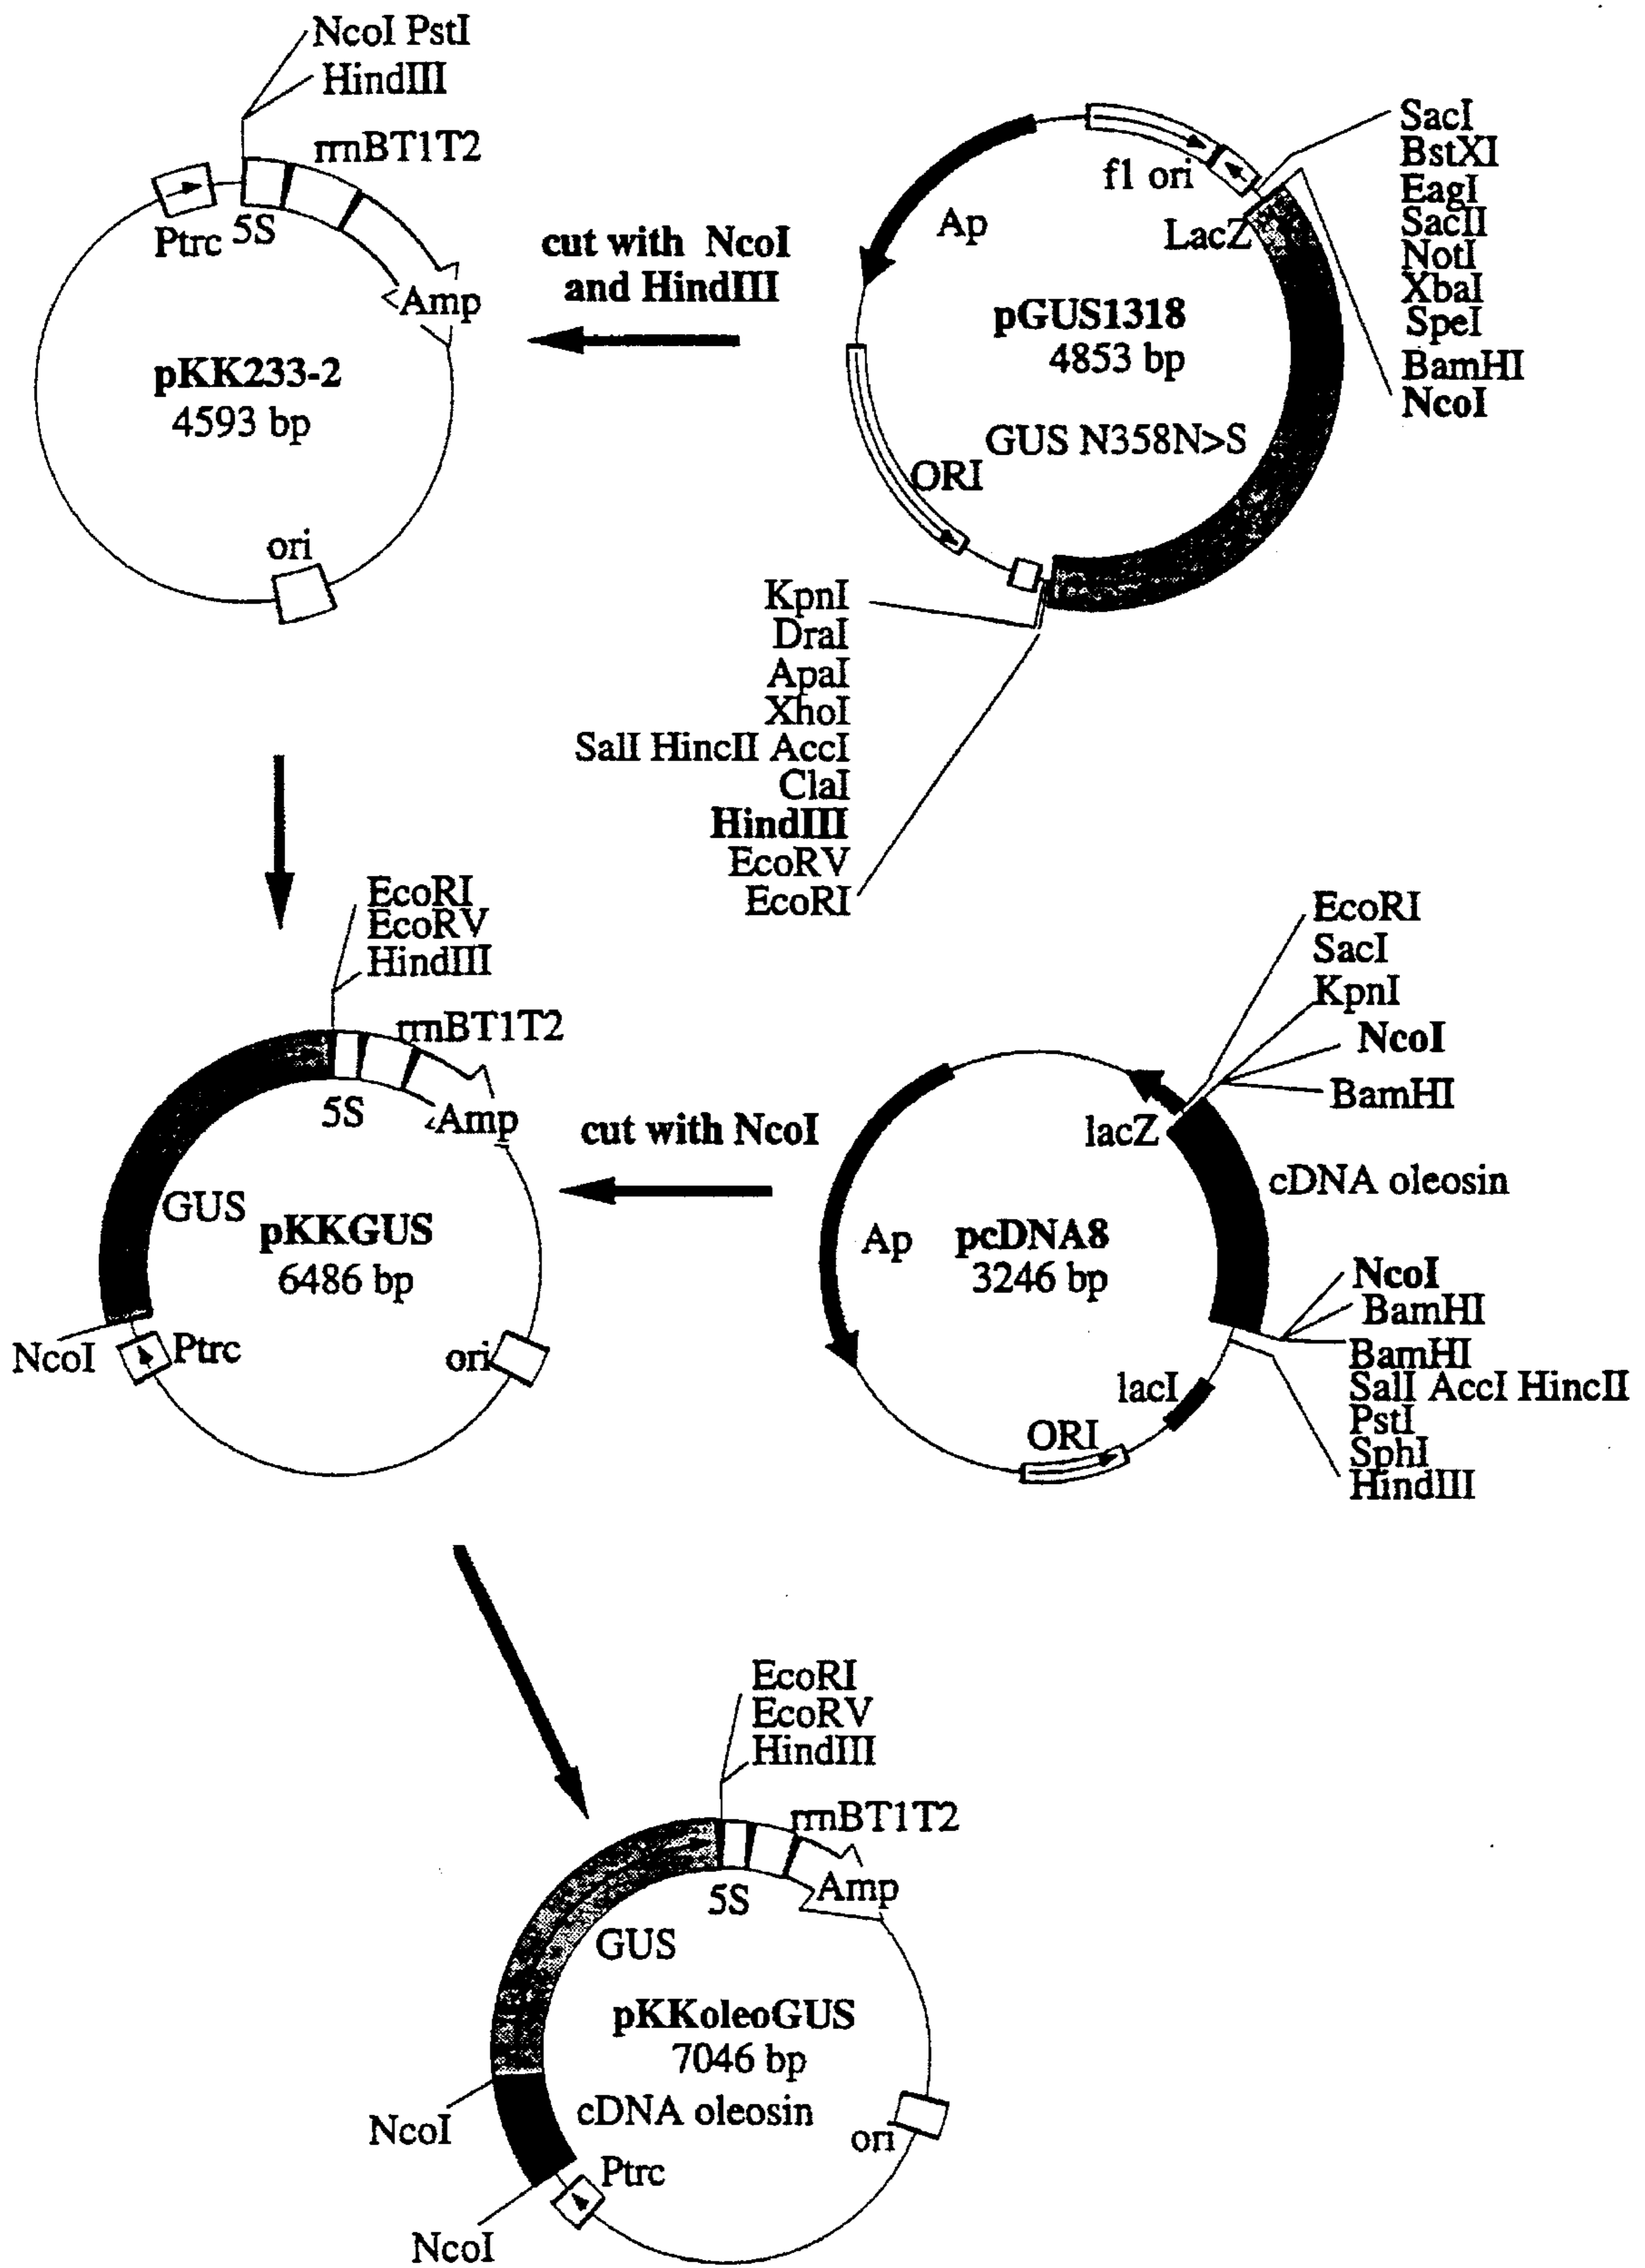 NcoI PstI
HindIII
rrnBT1T2
Ptrc
5S
Amp
pKK233-2
4593 bp
ori
cut with NcoI
and HindIII
f1 ori
Ap
LacZ
pGUS1318
4853 bp
GUS N358N>S
ORI
SacI
BstXI
EagI
SacII
NotI
XbaI
SpeI
BamHI
NcoI
KpnI
DraI
ApaI
XhoI
SalI HincII AccI
ClaI
HindIII
EcoRV
EcoRI
EcoRI
EcoRV
HindIII
rrnBT1T2
5S
Amp
GUS
pKKGUS
6486 bp
NcoI
Ptrc
ori
cut with NcoI
EcoRI
SacI
KpnI
NcoI
BamHI
lacZ
cDNA oleosin
Ap
pcDNA8
3246 bp
NcoI
BamHI
BamHI
SalI AccI HincII
PstI
SphI
HindIII
lacI
ORI
EcoRI
EcoRV
HindIII
rrnBT1T2
5S
Amp
GUS
pKKoleoGUS
7046 bp
cDNA oleosin
NcoI
ori
Ptrc
NcoI